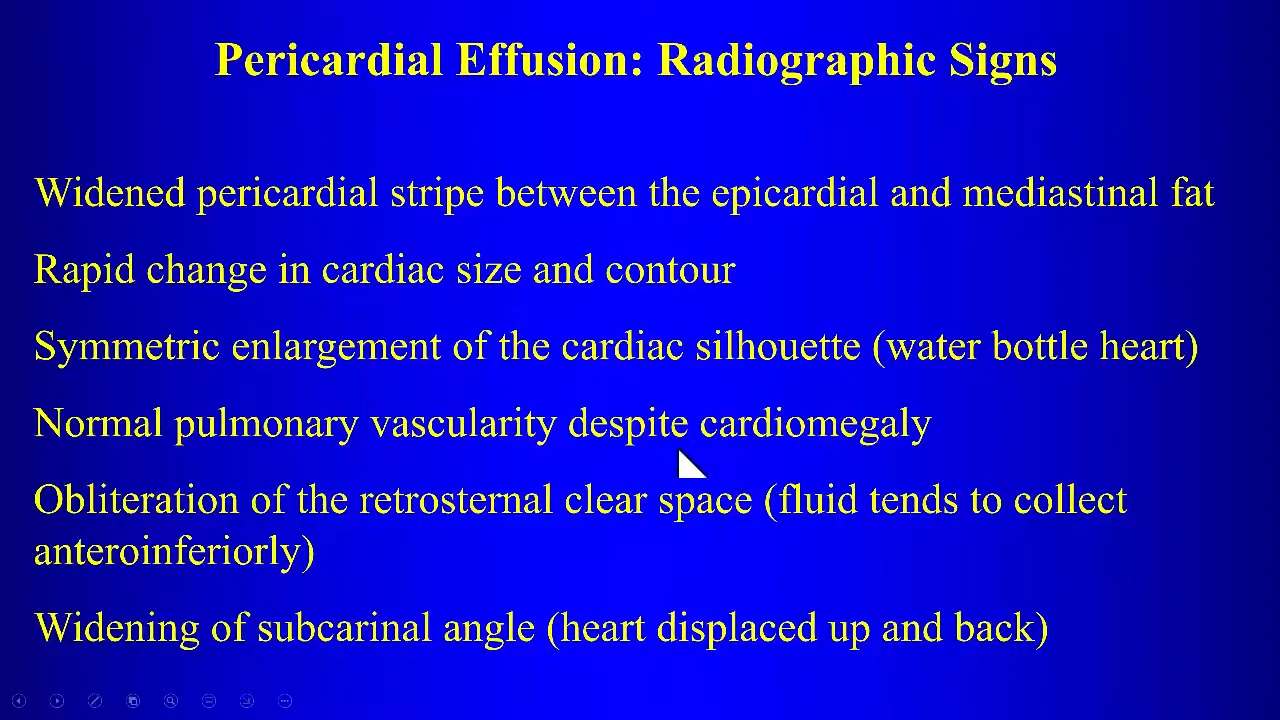 Pericardial Effusion: Radiographic Signs
Widened pericardial stripe between the epicardial and mediastinal fat
Rapid change in cardiac size and contour
Symmetric enlargement of the cardiac silhouette (water bottle heart)
Normal pulmonary vascularity despite cardiomegaly
Obliteration of the retrosternal clear space (fluid tends to collect
anteroinferiorly)
Widening of subcarinal angle (heart displaced up and back)